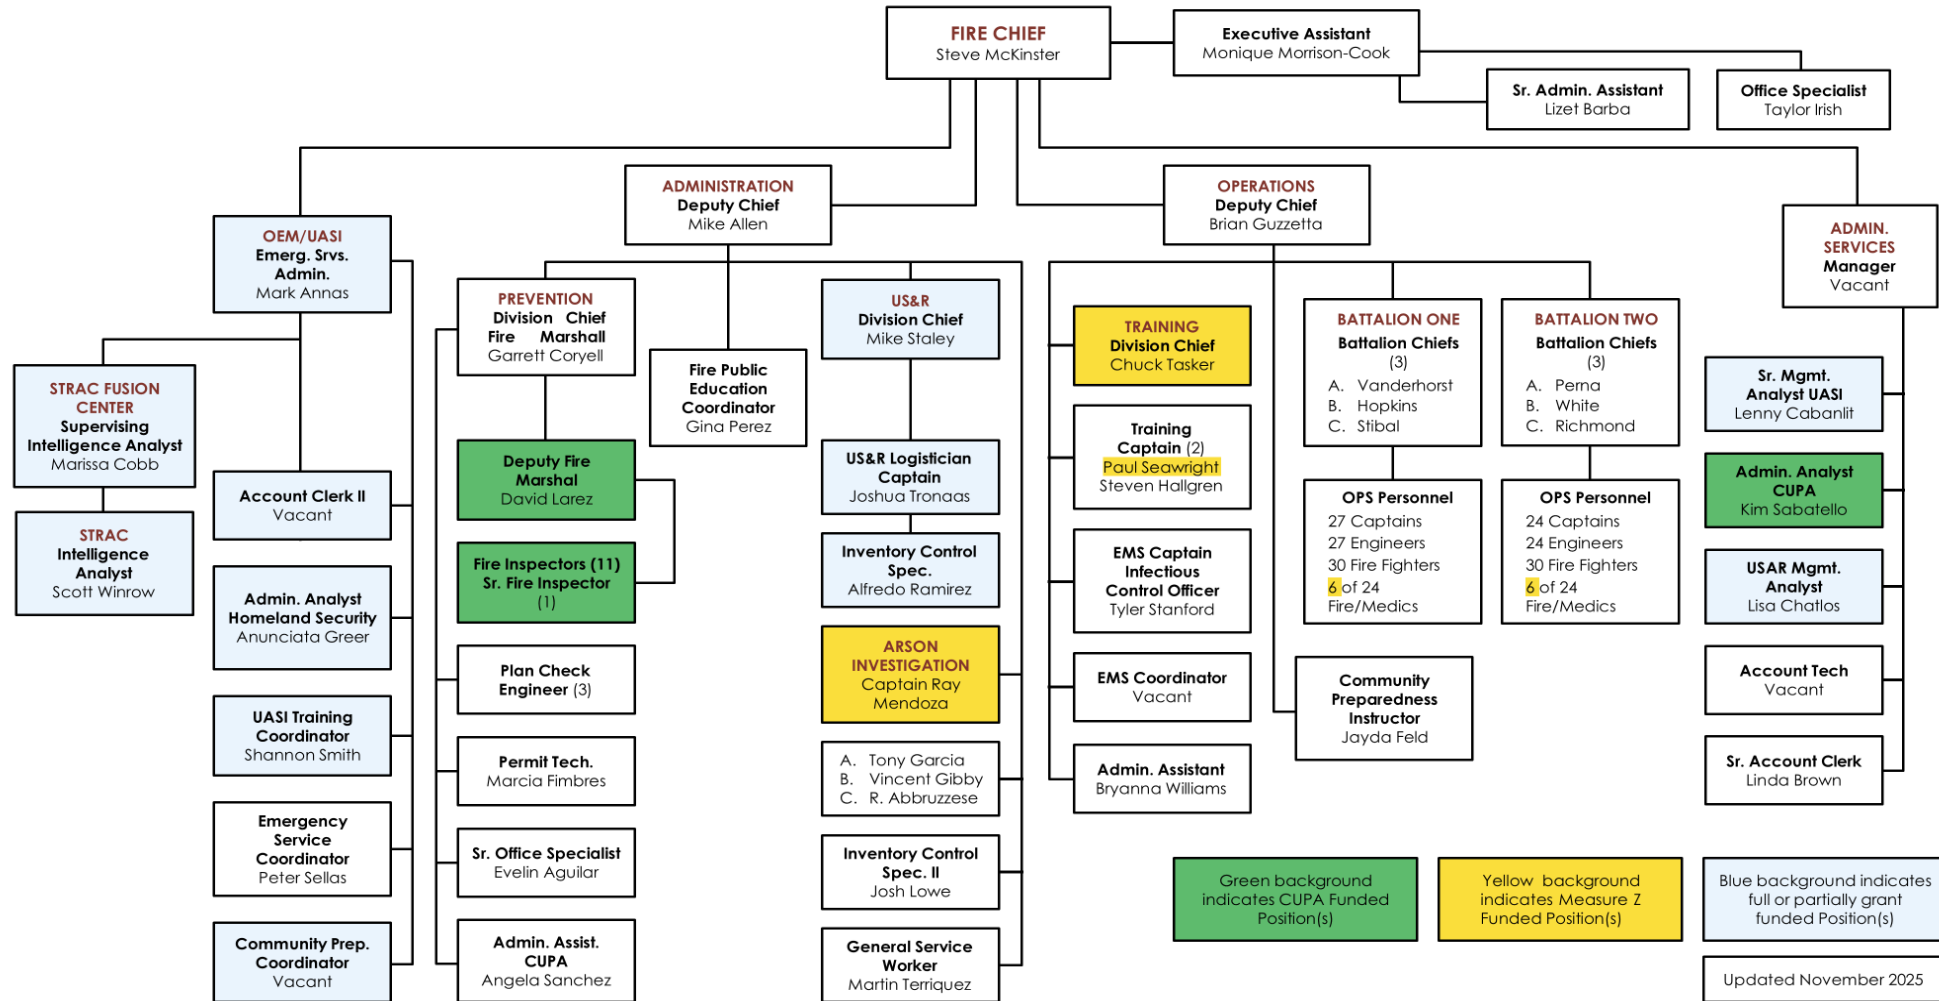 FIRE CHIEF
Steve McKinster
Executive Assistant
Monique Morrison-Cook
Sr. Admin. Assistant
Lizet Barba
Office Specialist
Taylor Irish
OEM/UASI
Emerg. Srvs.
Admin.
Mark Annas
ADMINISTRATION
Deputy Chief
Mike Allen
OPERATIONS
Deputy Chief
Brian Guzzetta
ADMIN.
SERVICES
Manager
Vacant
STRAC FUSION
CENTER
Supervising
Intelligence Analyst
Marissa Cobb
STRAC
Intelligence
Analyst
Scott Winrow
Account Clerk II
Vacant
Admin. Analyst
Homeland Security
Anunciata Greer
UASI Training
Coordinator
Shannon Smith
Emergency
Service
Coordinator
Peter Sellas
Community Prep.
Coordinator
Vacant
PREVENTION
Division Chief
Fire Marshall
Garrett Coryell
Deputy Fire
Marshal
David Larez
Fire Inspectors (11)
Sr. Fire Inspector
(1)
Plan Check
Engineer (3)
Permit Tech.
Marcia Fimbres
Sr. Office Specialist
Evelin Aguilar
Admin. Assist.
CUPA
Angela Sanchez
Fire Public
Education
Coordinator
Gina Perez
US&R
Division Chief
Mike Staley
US&R Logistician
Captain
Joshua Tronaas
Inventory Control
Spec.
Alfredo Ramirez
ARSON
INVESTIGATION
Captain Ray
Mendoza
A. Tony Garcia
B. Vincent Gibby
C. R. Abbruzzese
Inventory Control
Spec. II
Josh Lowe
General Service
Worker
Martin Terriquez
TRAINING
Division Chief
Chuck Tasker
Training
Captain (2)
Paul Seawright
Steven Hallgren
EMS Captain
Infectious
Control Officer
Tyler Stanford
EMS Coordinator
Vacant
Admin. Assistant
Bryanna Williams
BATTALION ONE
Battalion Chiefs
(3)
A. Vanderhorst
B. Hopkins
C. Stibal
OPS Personnel
27 Captains
27 Engineers
30 Fire Fighters
6 of 24
Fire/Medics
BATTALION TWO
Battalion Chiefs
(3)
A. Perna
B. White
C. Richmond
OPS Personnel
24 Captains
24 Engineers
30 Fire Fighters
6 of 24
Fire/Medics
Community
Preparedness
Instructor
Jayda Feld
Sr. Mgmt.
Analyst UASI
Lenny Cabanlit
Admin. Analyst
CUPA
Kim Sabatello
USAR Mgmt.
Analyst
Lisa Chatlos
Account Tech
Vacant
Sr. Account Clerk
Linda Brown
Green background
indicates CUPA Funded
Position(s)
Yellow background
indicates Measure Z
Funded Position(s)
Blue background indicates
full or partially grant
funded Position(s)
Updated November 2025